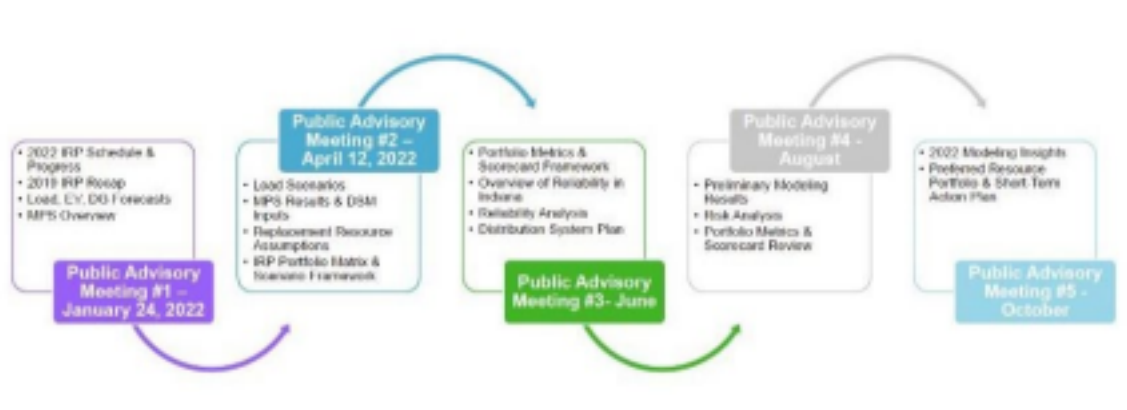 • 2022 IRP Schedule &
Progress
• 2019 IRP Recap
• Load, EV, DG Forecasts
• MPS Overview
Public Advisory
Meeting #1 –
January 24, 2022
Public Advisory
Meeting #2 –
April 12, 2022
• Load Scenarios
• MPS Results & DSM
Inputs
• Replacement Resource
Assumptions
• IRP Portfolio Matrix &
Scenario Framework
• Portfolio Metrics &
Scorecard Framework
• Overview of Reliability in
Indiana
• Reliability Analysis
• Distribution System Plan
Public Advisory
Meeting #3- June
Public Advisory
Meeting #4 -
August
• Preliminary Modeling
Results
• Risk Analysis
• Portfolio Metrics &
Scorecard Review
• 2022 Modeling Insights
• Preferred Resource
Portfolio & Short-Term
Action Plan
Public Advisory
Meeting #5 -
October